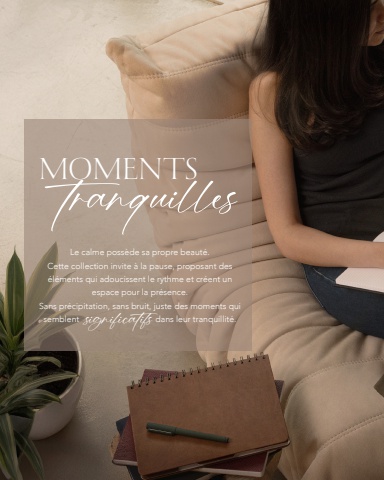 MOMENTS
Tranquilles
Le calme possède sa propre beauté.
Cette collection invite à la pause, proposant des
éléments qui adoucissent le rythme et créent un
espace pour la présence.
Sans précipitation, sans bruit, juste des moments qui
semblent significatifs dans leur tranquillité.